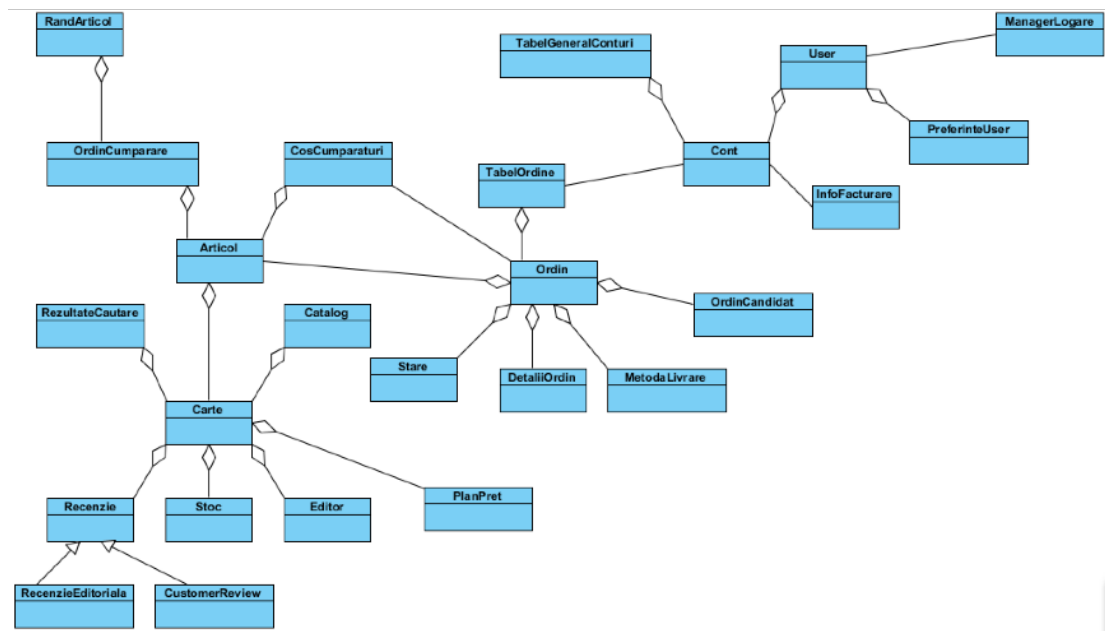 RandArticol
ManagerLogare
TabelGeneralConturi
User
PreferinteUser
OrdinCumparare
CosCumparaturi
Cont
TabelOrdine
InfoFacturare
Articol
Ordin
OrdinCandidat
RezultateCautare
Catalog
Stare
DetaliiOrdin
MetodaLivrare
Carte
PlanPret
Recenzie
Stoc
Editor
RecenzieEditoriala
CustomerReview